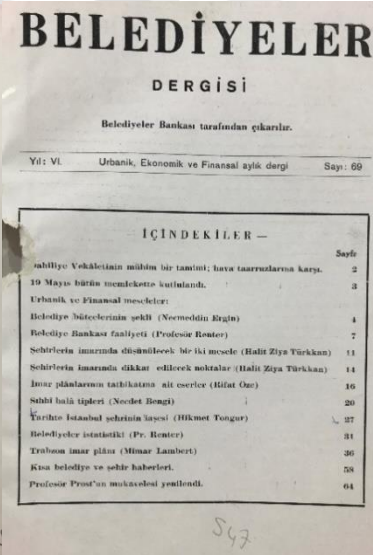 BELEDİYELER
DERGİSİ
Belediyeler Bankası tarafından çıkarılır.
Yıl: VI. Urbanik, Ekonomik ve Finansal aylık dergi Sayı: 69
İÇİNDEKİLER —
Sayfa
Vekâletinin mühim bir tamimi; hava taarruzlarına karşı. 2
19 Mayıs bütün memlekette kutlulandı. 3
Urbanik ve Finansal meseleler:
Belediye bütçelerinin şekli (Necmeddin Ergin) 4
Belediye Bankası faaliyeti (Profesör Reuter) 7
Şehirlerin imarında düşünülecek bir iki mesele (Halit Ziya Türkkan) 11
Şehirlerin imarında dikkat edilecek noktalar (Halit Ziya Türkkan) 14
İmar plânlarının tatbikatına ait eserler (Rifat Öze) 16
Sıhhi halâ tipleri (Necdet Bengi) 20
Tarihte İstanbul şehrinin iaşesi (Hikmet Tongur) 27
Belediyeler istatistiki (Pr. Reuter) 31
Trabzon imar plânı (Mimar Lambert) 36
Kısa belediye ve şehir haberleri. 58
Profesör Prost'un mukavelesi yenilendi. 64
547